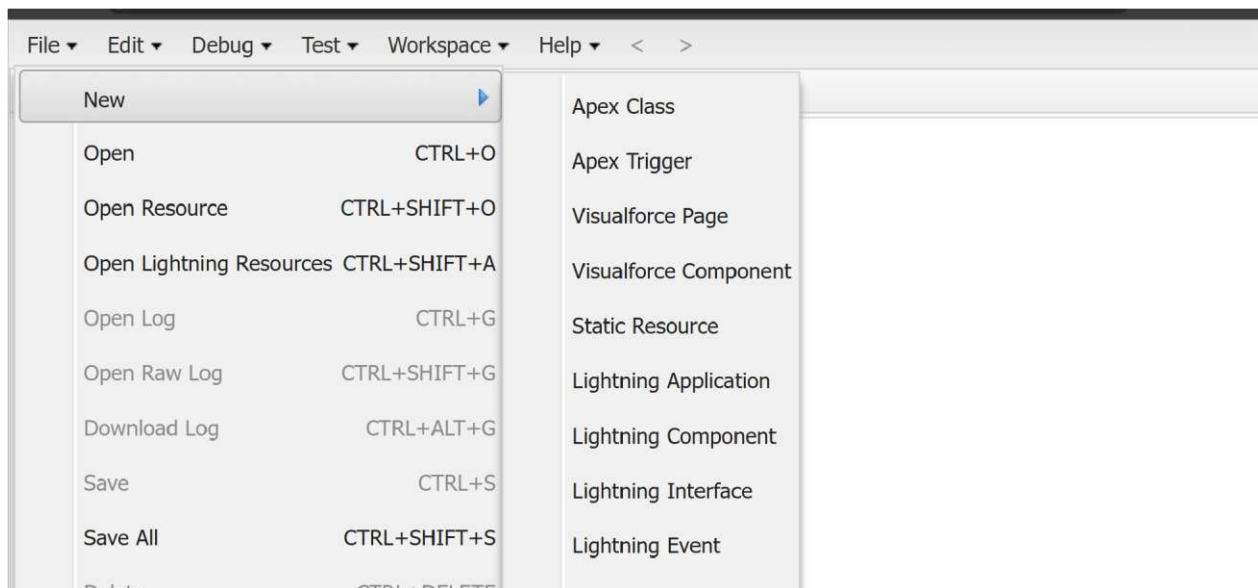 File Edit Debug Test Workspace Help < >
New
Open CTRL+O
Open Resource CTRL+SHIFT+O
Open Lightning Resources CTRL+SHIFT+A
Open Log CTRL+G
Open Raw Log CTRL+SHIFT+G
Download Log CTRL+ALT+G
Save CTRL+S
Save All CTRL+SHIFT+S
Apex Class
Apex Trigger
Visualforce Page
Visualforce Component
Static Resource
Lightning Application
Lightning Component
Lightning Interface
Lightning Event